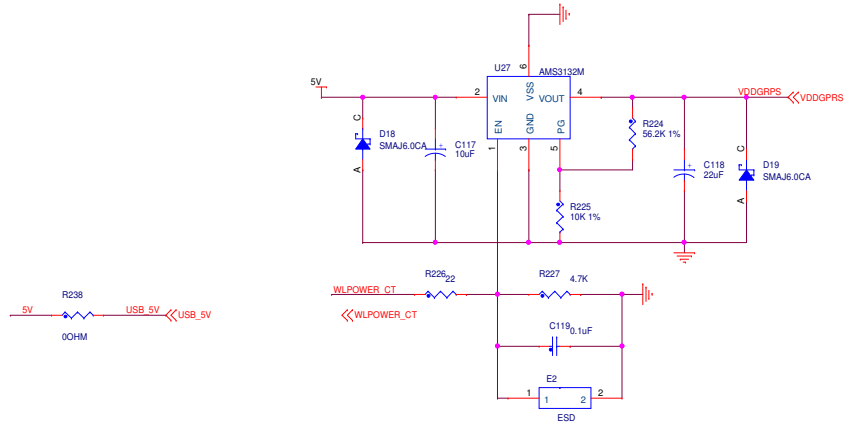 6
U27
AMS3132M
5V
2
VIN
VSS
VOUT
4
VDDGRPS
VDDGPRS
EN
GND
PG
1
3
5
C
D18
SMAJ6.0CA
A
C117
10uF
+
R224
56.2K 1%
+
C118
22uF
C
D19
SMAJ6.0CA
A
R225
10K 1%
R226
22
R227
4.7K
WLPOWER_CT
WLPOWER_CT
R238
5V
USB_5V
USB_5V
0OHM
C119
0.1uF
E2
1
1
2
2
ESD